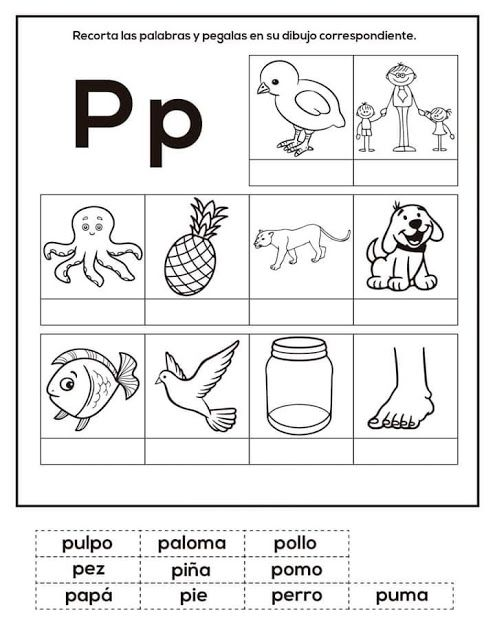 Recorta las palabras y pegalas en su dibujo correspondiente.
Pp
pulpo paloma pollo
pez piña pomo
papá pie perro puma